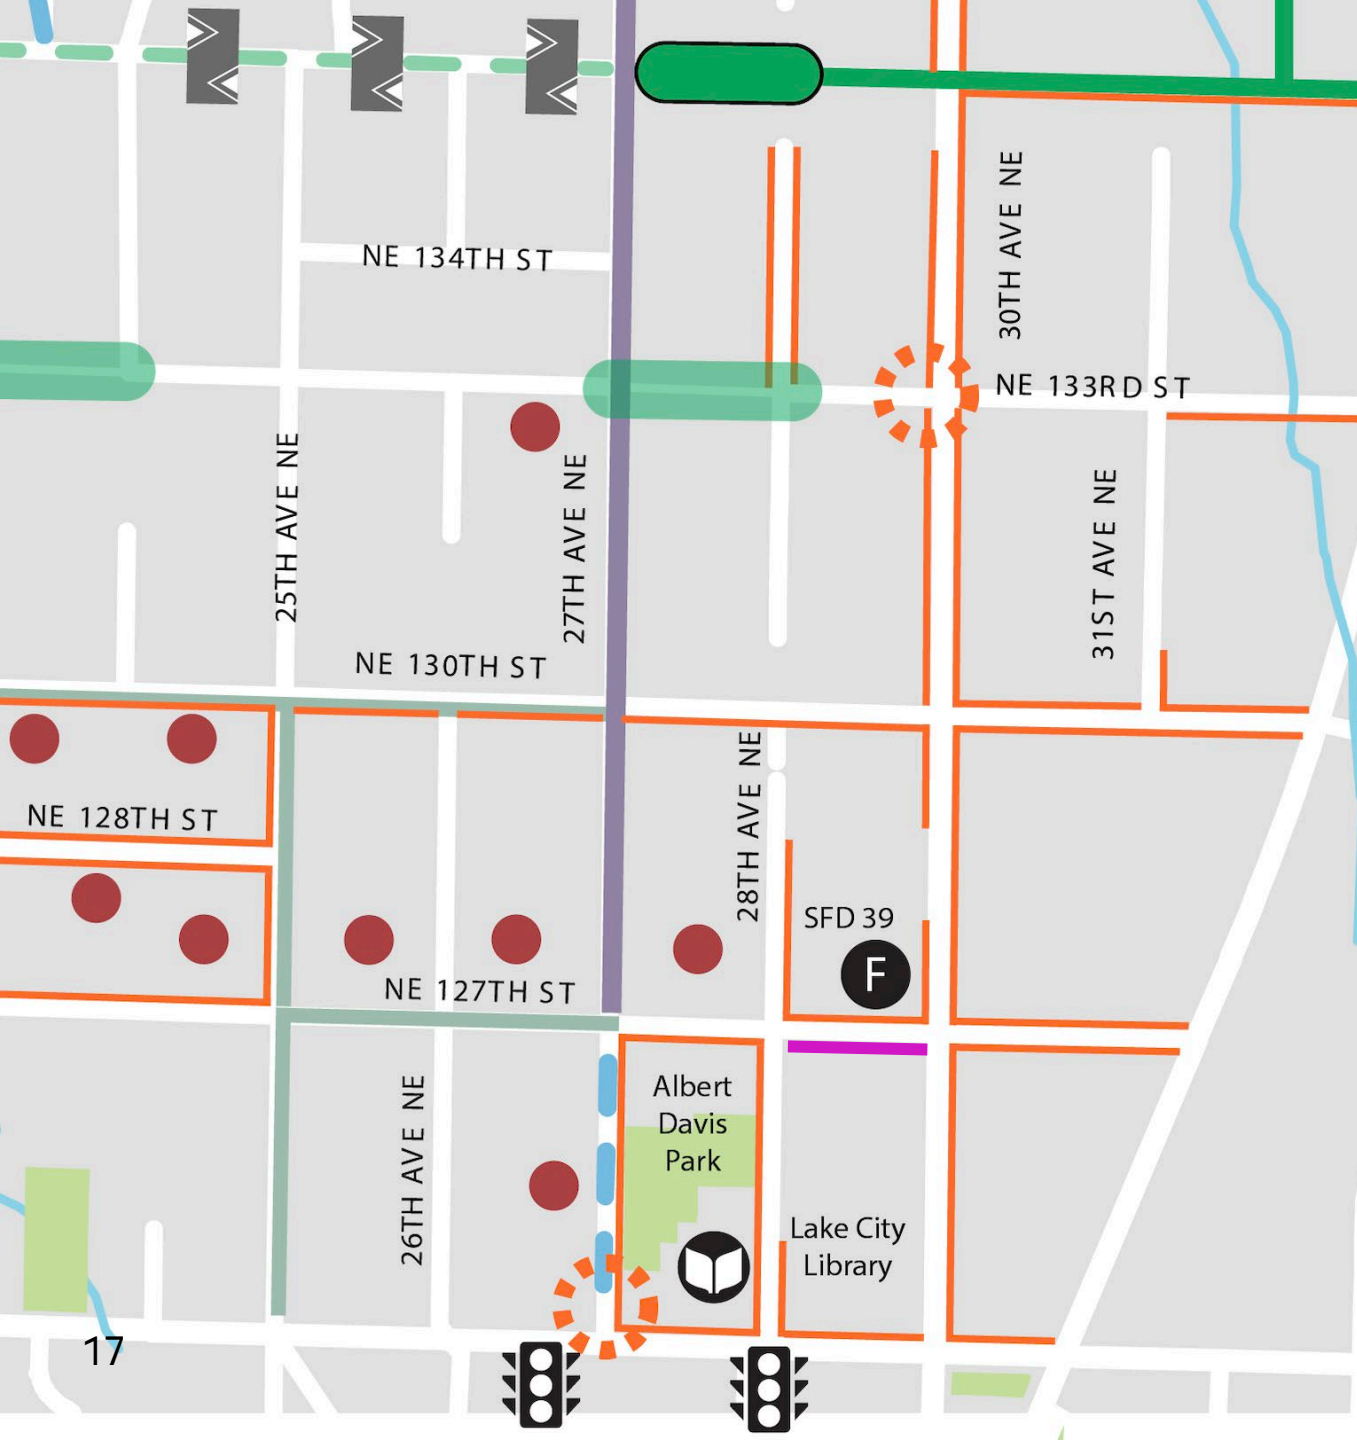 NE 134TH ST
30TH AVE NE
NE 133RD ST
25TH AVE NE
27TH AVE NE
31ST AVE NE
NE 130TH ST
28TH AVE NE
NE 128TH ST
SFD 39
F
NE 127TH ST
Albert
Davis
Park
26TH AVE NE
Lake City
Library
17